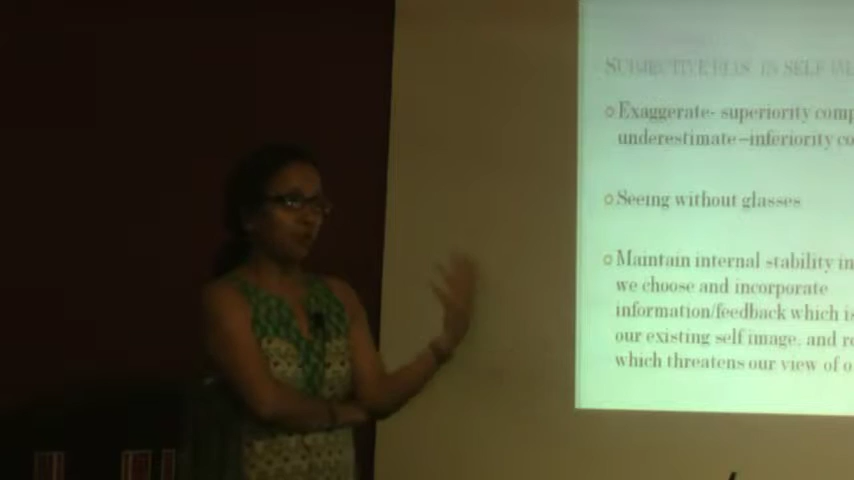 SUBJECTIVE BIAS IN SELF IM
Exaggerate- superiority comp
underestimate–inferiority co
Seeing without glasses
Maintain internal stability in
we choose and incorporate
information/feedback which is
our existing self image, and re
which threatens our view of o